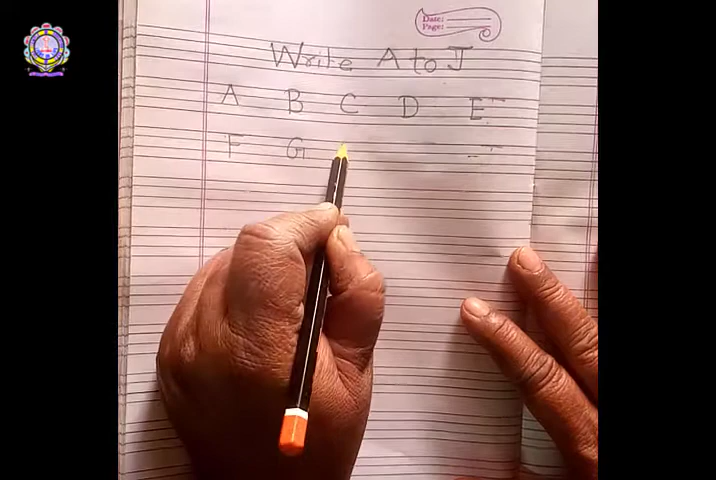 Date:
Page:
Write A to J
A B C D E
F G